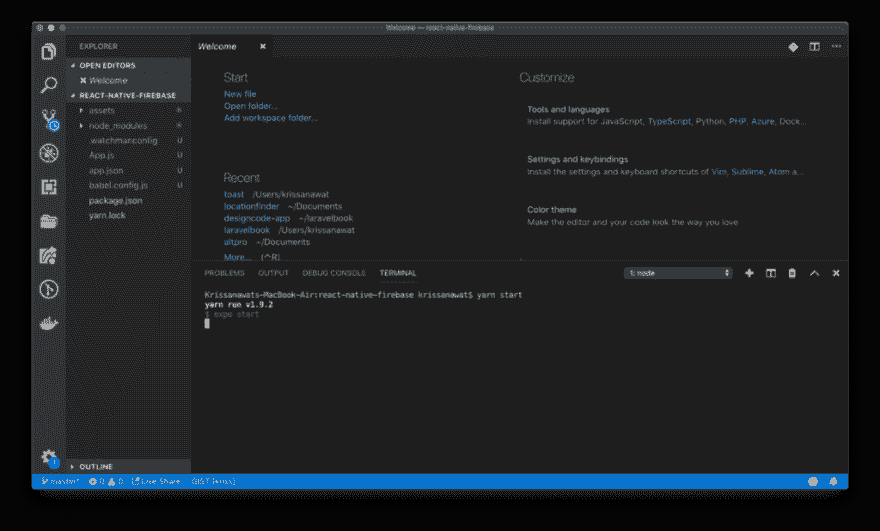 Welcome — react-native-firebase
EXPLORER
OPEN EDITORS
Welcome
REACT-NATIVE-FIREBASE
assets
node_modules
.watchmanconfig U
App.js U
app.json U
babel.config.js U
package.json
yarn.lock
OUTLINE
Welcome
Start
New file
Open folder...
Add workspace folder...
Recent
toast /Users/krissanawat
locationfinder ~/Documents
designcode-app ~/laravelbook
laravelbook /Users/krissanawat
altpro ~/Documents
More... (^R)
Customize
Tools and languages
Install support for JavaScript, TypeScript, Python, PHP, Azure, Dock...
Settings and keybindings
Install the settings and keyboard shortcuts of Vim, Sublime, Atom a...
Color theme
Make the editor and your code look the way you love
PROBLEMS OUTPUT DEBUG CONSOLE TERMINAL
1: node
Krissanawats-MacBook-Air:react-native-firebase krissanawat$ yarn start
yarn run v1.9.2
$ expo start
master* 0 0 Live Share